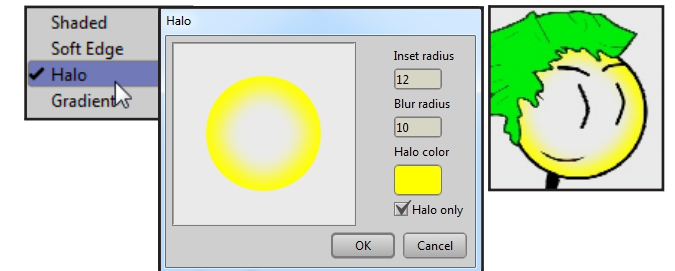 Shaded
Soft Edge
Halo
Gradient
Halo
Inset radius
12
Blur radius
10
Halo color
Halo only
OK
Cancel